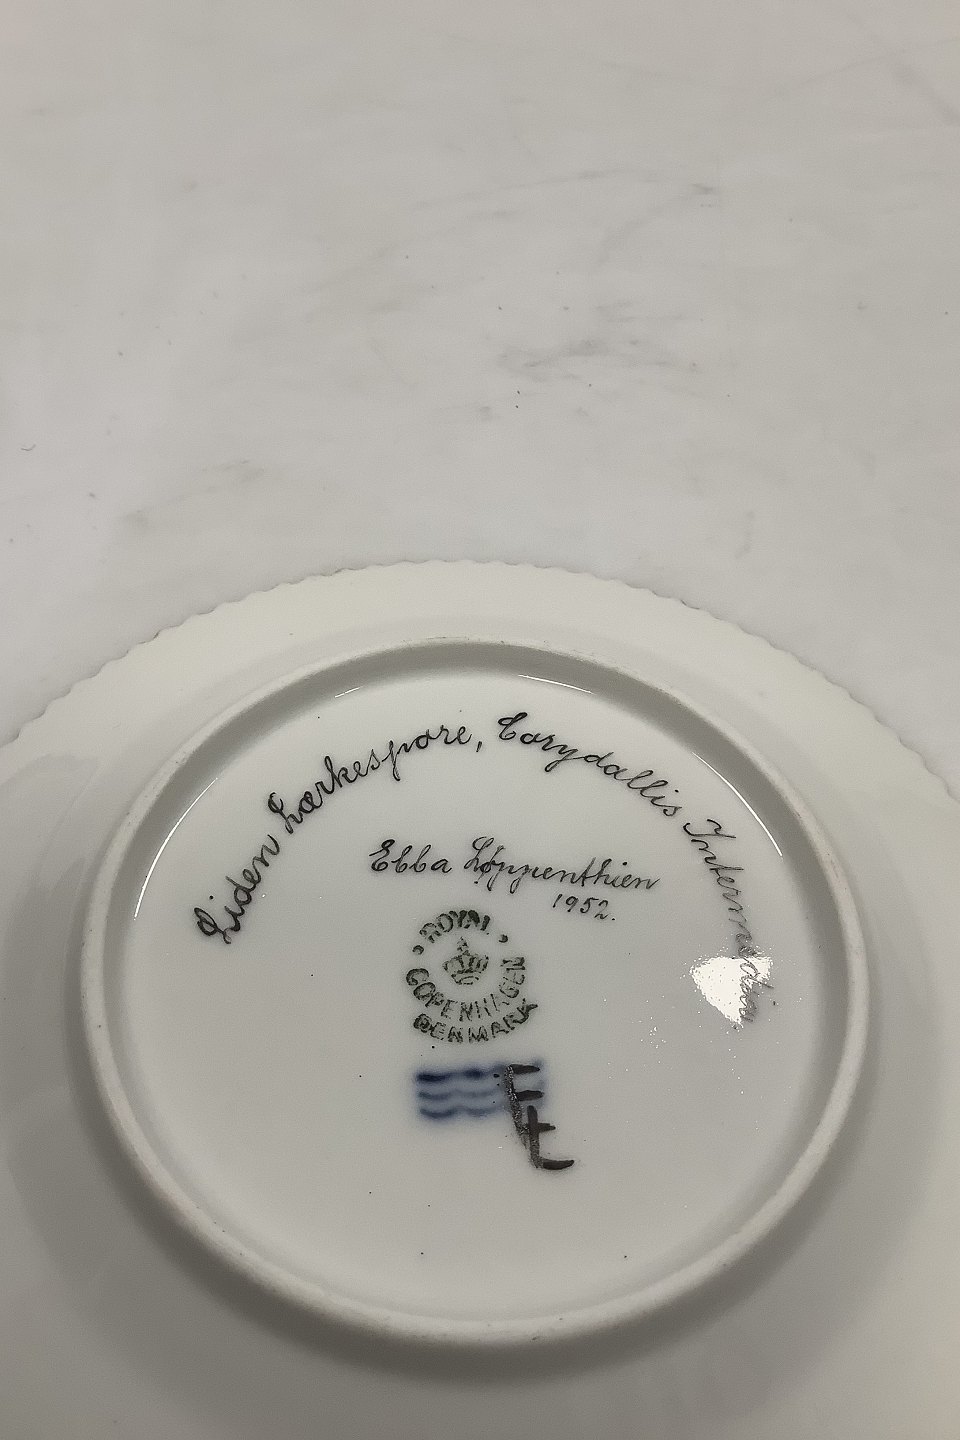 Liden Lærkespore, Corydallis Intermedia.
Ebba Løppenthien
1952.
ROYAL
COPENHAGEN
DENMARK